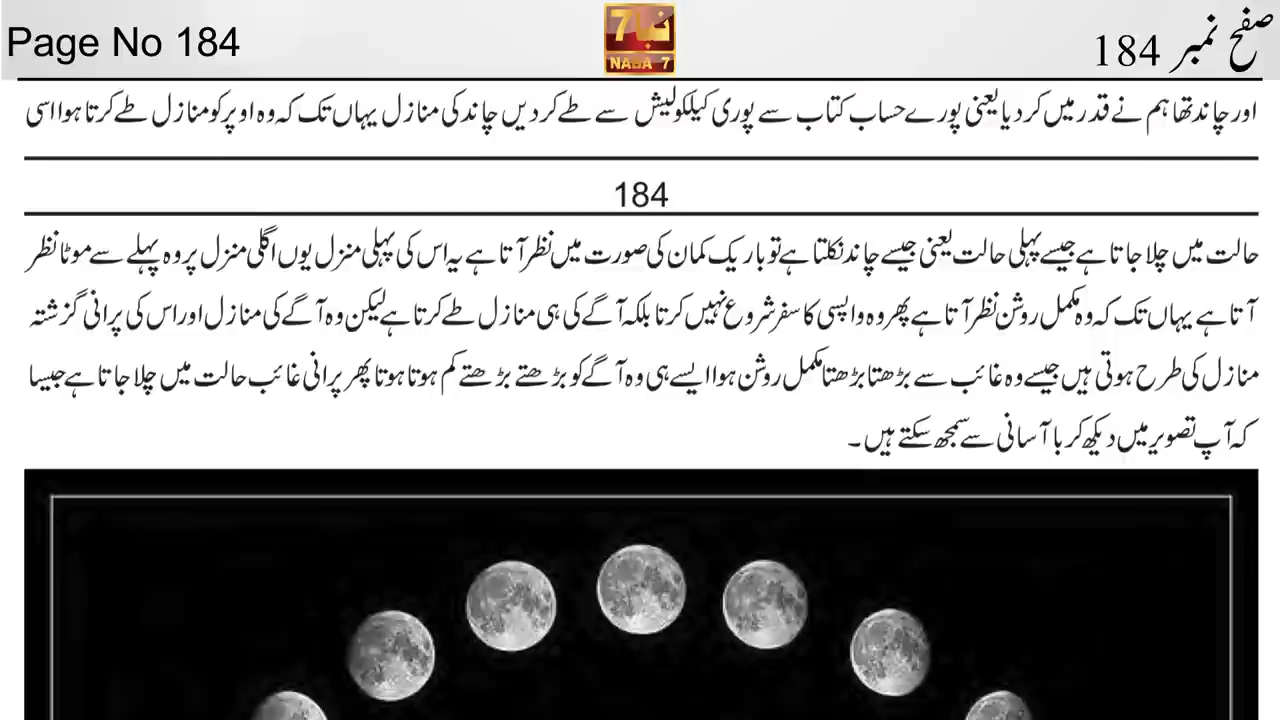 Page No 184
نبا 7
NABA 7
صفح نمبر 184
اور چاند تھا ہم نے قدر میں کر دیا یعنی پورے حساب کتاب سے پوری کیلکولیش سے طے کر دیں چاند کی منازل یہاں تک کہ وہ اوپر کو منازل طے کرتا ہوا اسی
184
حالت میں چلا جاتا ہے جیسے پہلی حالت یعنی جیسے چاند نکلتا ہے تو باریک کمان کی صورت میں نظر آتا ہے یہ اس کی پہلی منزل یوں اگلی منزل پر وہ پہلے سے موٹا نظر
آتا ہے یہاں تک کہ وہ مکمل روشن نظر آتا ہے پھر وہ واپسی کا سفر شروع نہیں کرتا بلکہ آگے کی ہی منازل طے کرتا ہے لیکن وہ آگے کی منازل اور اس کی پرانی گزشتہ
منازل کی طرح ہوتی ہیں جیسے وہ غائب سے بڑھتا بڑھتا مکمل روشن ہوا ایسے ہی وہ آگے کو بڑھتے بڑھتے کم ہوتا ہوتا پھر پرانی غائب حالت میں چلا جاتا ہے جیسا
کہ آپ تصویر میں دیکھ کر با آسانی سے سمجھ سکتے ہیں۔